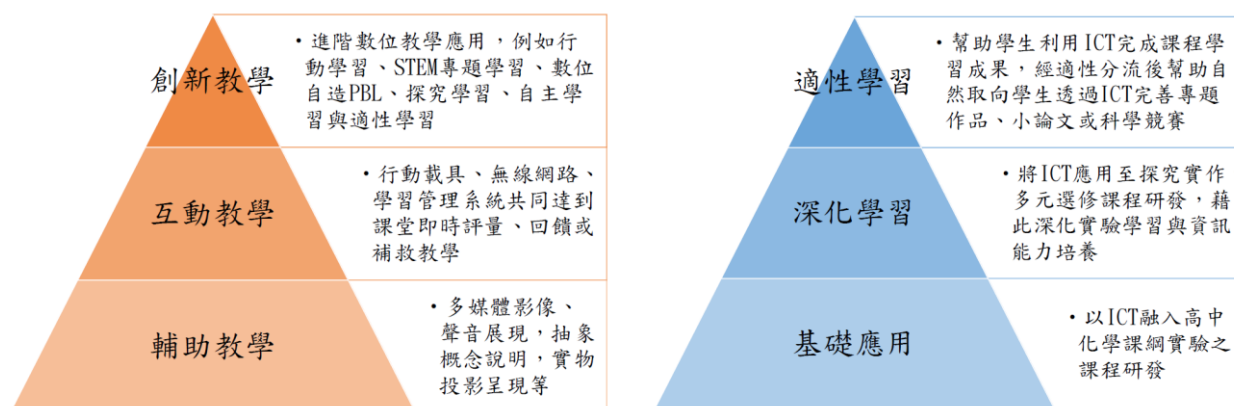 創新教學
•進階數位教學應用，例如行
動學習、STEM專題學習、數位
自造PBL、探究學習、自主學
習與適性學習
互動教學
•行動載具、無線網路、
學習管理系統共同達到
課堂即時評量、回饋或
補救教學
輔助教學
•多媒體影像、
聲音展現，抽象
概念說明，實物
投影呈現等
適性學習
•幫助學生利用ICT完成課程學
習成果，經適性分流後幫助自
然取向學生透過ICT完善專題
作品、小論文或科學競賽
深化學習
•將ICT應用至探究實作
多元選修課程研發，藉
此深化實驗學習與資訊
能力培養
基礎應用
•以ICT融入高中
化學課綱實驗之
課程研發